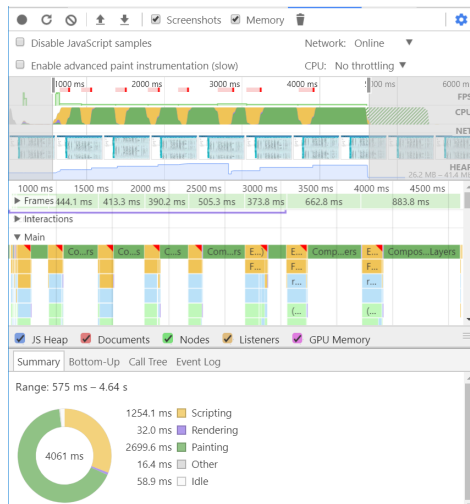 Screenshots Memory
Disable JavaScript samples Network: Online ▼
Enable advanced paint instrumentation (slow) CPU: No throttling ▼
1000 ms 2000 ms 3000 ms 4000 ms 6000 m
FPS
CPU
NET
HEAP
26.2 MB – 41.4 M
1000 ms 1500 ms 2000 ms 2500 ms 3000 ms 3500 ms 4000 ms 4500 ms
▶ Frames 444.1 ms 413.3 ms 390.2 ms 505.3 ms 373.8 ms 662.8 ms 883.8 ms
▶ Interactions
▼ Main
Co...rs Co...s C...s Com...rs E...) E... Comp...ers E... Compos...Layers
F... F... F...
r... r...
(... (...
JS Heap Documents Nodes Listeners GPU Memory
Summary Bottom-Up Call Tree Event Log
Range: 575 ms – 4.64 s
1254.1 ms Scripting
32.0 ms Rendering
4061 ms
2699.6 ms Painting
16.4 ms Other
58.9 ms Idle